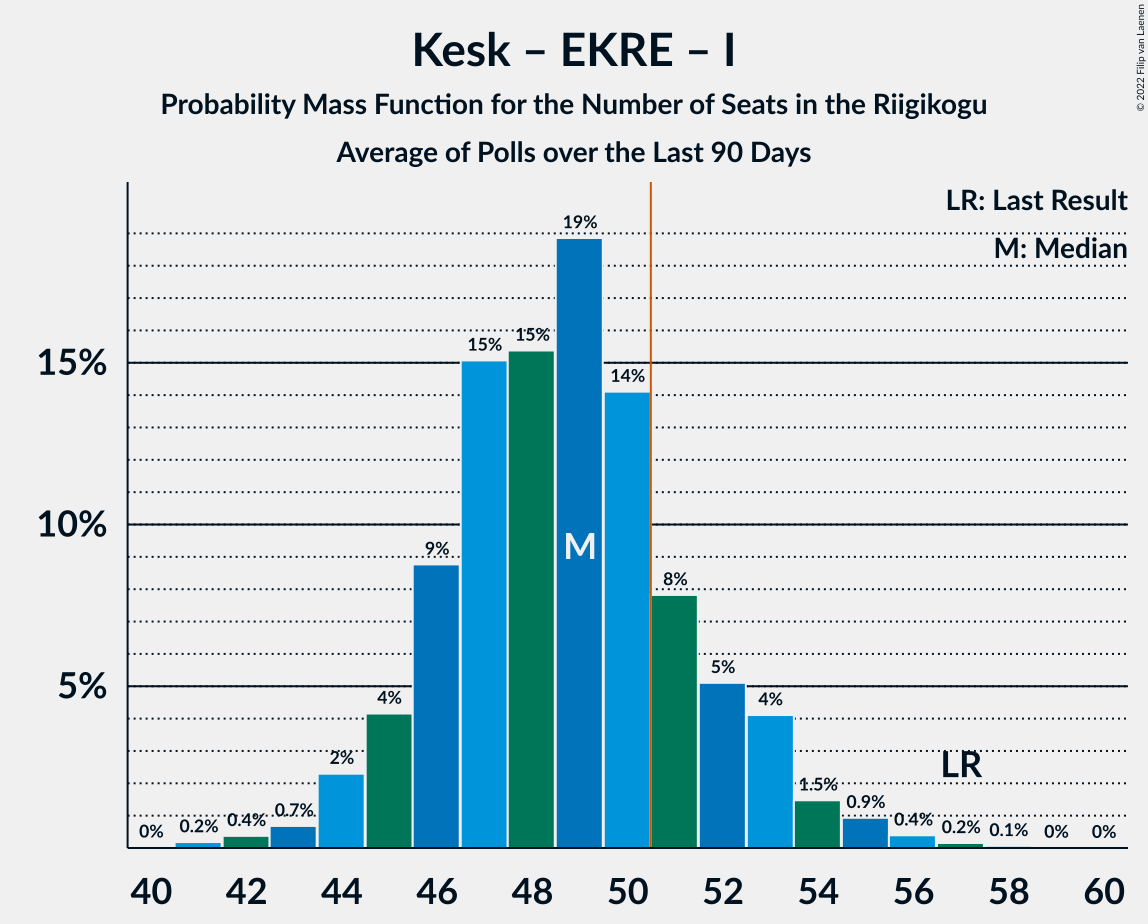 Kesk – EKRE – I
Probability Mass Function for the Number of Seats in the Riigikogu
Average of Polls over the Last 90 Days
© 2022 Filip van Laenen
LR: Last Result
M: Median
15%
10%
5%
0%
0.2%
0.4%
0.7%
2%
4%
9%
15%
15%
19%
14%
8%
5%
4%
1.5%
0.9%
0.4%
0.2%
0.1%
0%
0%
M
LR
40 42 44 46 48 50 52 54 56 58 60